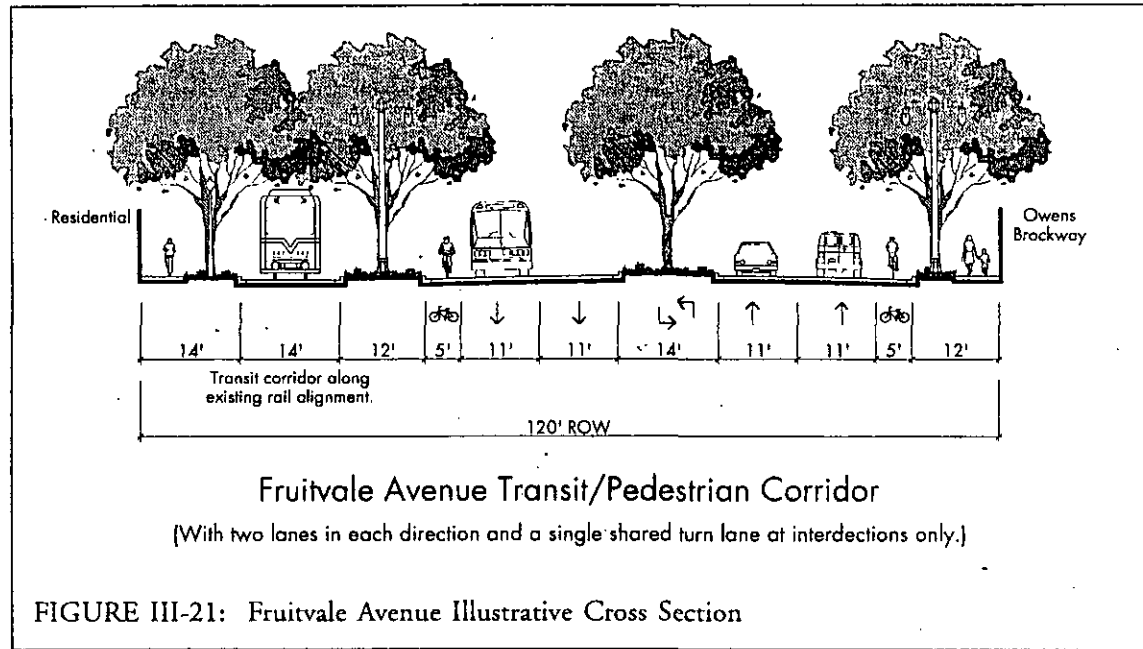 Residential
Owens
Brockway
14' 14' 12' 5' 11' 11' 14' 11' 11' 5' 12'
Transit corridor along
existing rail alignment.
120' ROW
Fruitvale Avenue Transit/Pedestrian Corridor
(With two lanes in each direction and a single shared turn lane at interdections only.)
FIGURE III-21: Fruitvale Avenue Illustrative Cross Section